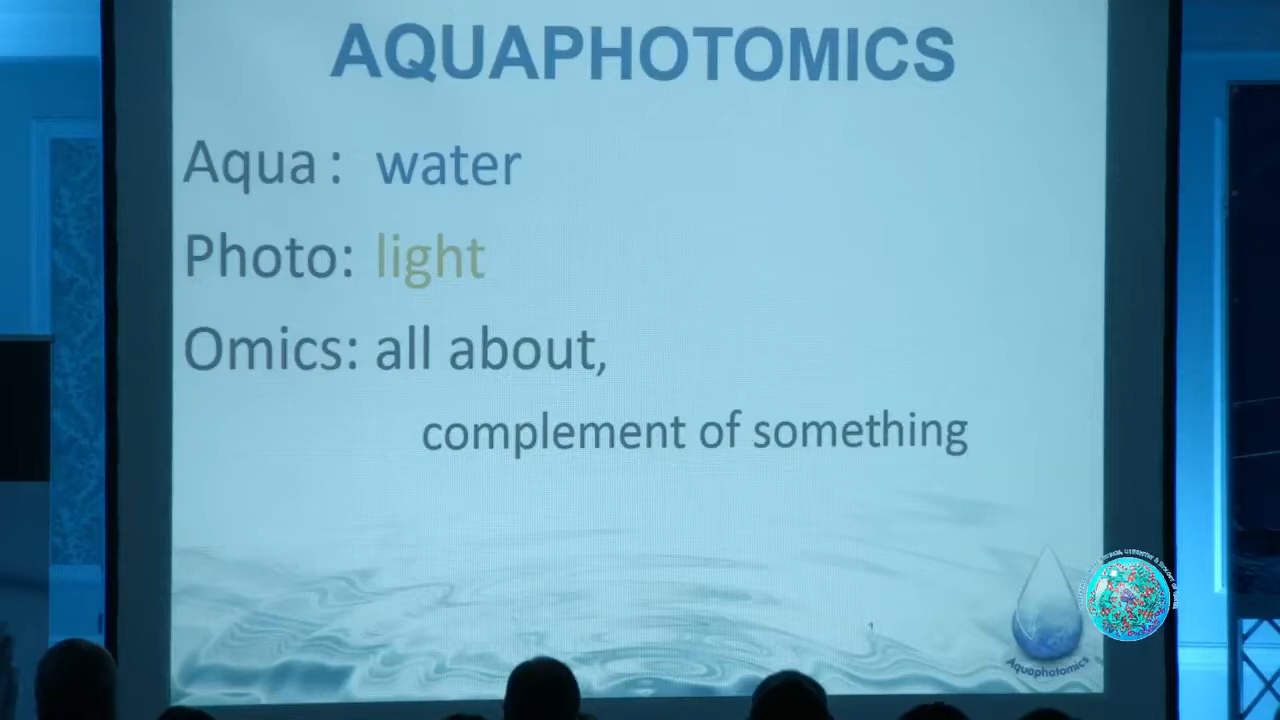 AQUAPHOTOMICS
Aqua : water
Photo: light
Omics: all about,
complement of something
Aquaphotomics